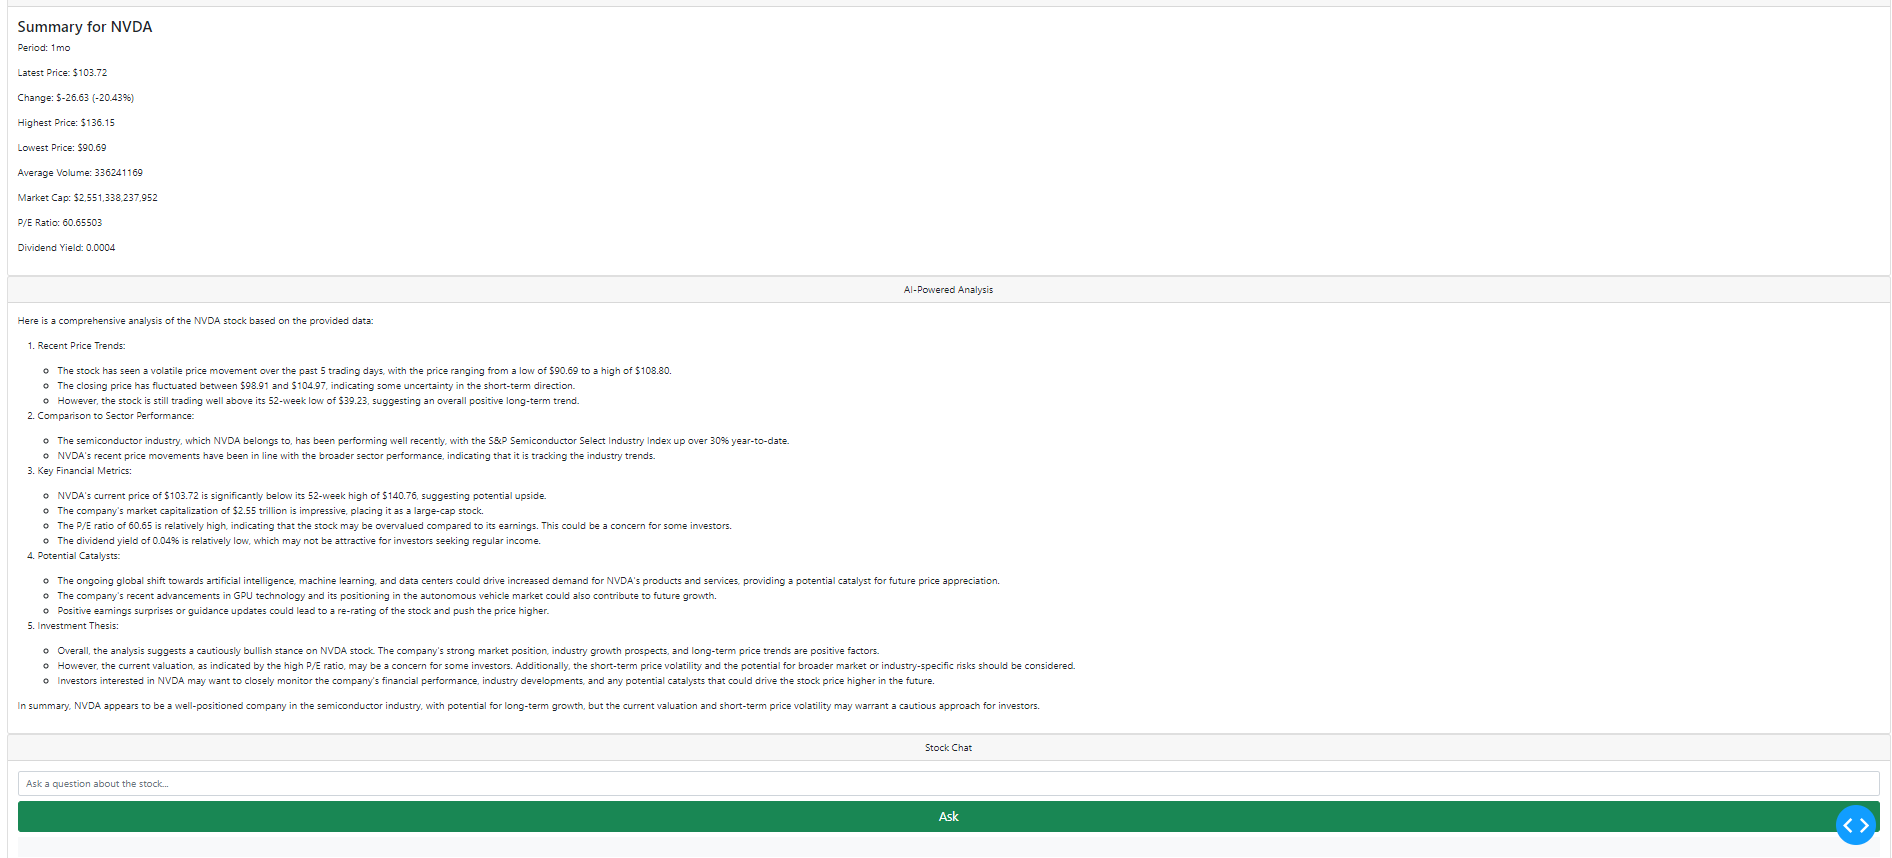 Summary for NVDA
Period: 1mo
Latest Price: $103.72
Change: $-26.63 (-20.43%)
Highest Price: $136.15
Lowest Price: $90.69
Average Volume: 336241169
Market Cap: $2,551,338,237,952
P/E Ratio: 60.65503
Dividend Yield: 0.0004
AI-Powered Analysis
Here is a comprehensive analysis of the NVDA stock based on the provided data:
1. Recent Price Trends:
The stock has seen a volatile price movement over the past 5 trading days, with the price ranging from a low of $90.69 to a high of $108.80.
The closing price has fluctuated between $98.91 and $104.97, indicating some uncertainty in the short-term direction.
However, the stock is still trading well above its 52-week low of $39.23, suggesting an overall positive long-term trend.
2. Comparison to Sector Performance:
The semiconductor industry, which NVDA belongs to, has been performing well recently, with the S&P Semiconductor Select Industry Index up over 30% year-to-date.
NVDA's recent price movements have been in line with the broader sector performance, indicating that it is tracking the industry trends.
3. Key Financial Metrics:
NVDA's current price of $103.72 is significantly below its 52-week high of $140.76, suggesting potential upside.
The company's market capitalization of $2.55 trillion is impressive, placing it as a large-cap stock.
The P/E ratio of 60.65 is relatively high, indicating that the stock may be overvalued compared to its earnings. This could be a concern for some investors.
The dividend yield of 0.04% is relatively low, which may not be attractive for investors seeking regular income.
4. Potential Catalysts:
The ongoing global shift towards artificial intelligence, machine learning, and data centers could drive increased demand for NVDA's products and services, providing a potential catalyst for future price appreciation.
The company's recent advancements in GPU technology and its positioning in the autonomous vehicle market could also contribute to future growth.
Positive earnings surprises or guidance updates could lead to a re-rating of the stock and push the price higher.
5. Investment Thesis:
Overall, the analysis suggests a cautiously bullish stance on NVDA stock. The company's strong market position, industry growth prospects, and long-term price trends are positive factors.
However, the current valuation, as indicated by the high P/E ratio, may be a concern for some investors. Additionally, the short-term price volatility and the potential for broader market or industry-specific risks should be considered.
Investors interested in NVDA may want to closely monitor the company's financial performance, industry developments, and any potential catalysts that could drive the stock price higher in the future.
In summary, NVDA appears to be a well-positioned company in the semiconductor industry, with potential for long-term growth, but the current valuation and short-term price volatility may warrant a cautious approach for investors.
Stock Chat
Ask a question about the stock...
Ask